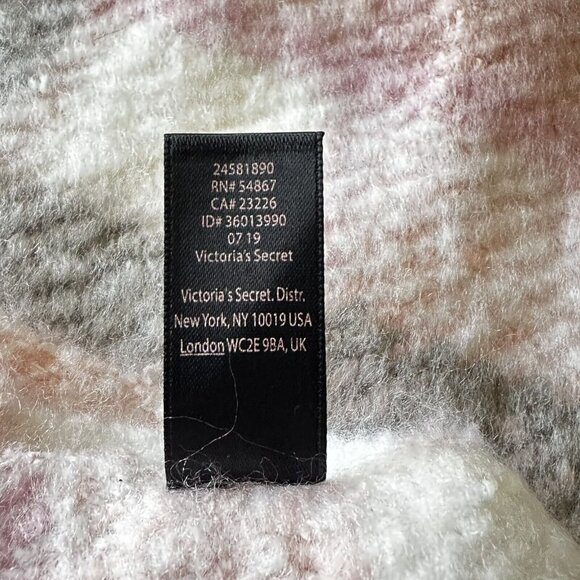 24581890
RN# 54867
CA# 23226
ID# 36013990
07 19
Victoria's Secret
Victoria's Secret. Distr.
New York, NY 10019 USA
London WC2E 9BA, UK